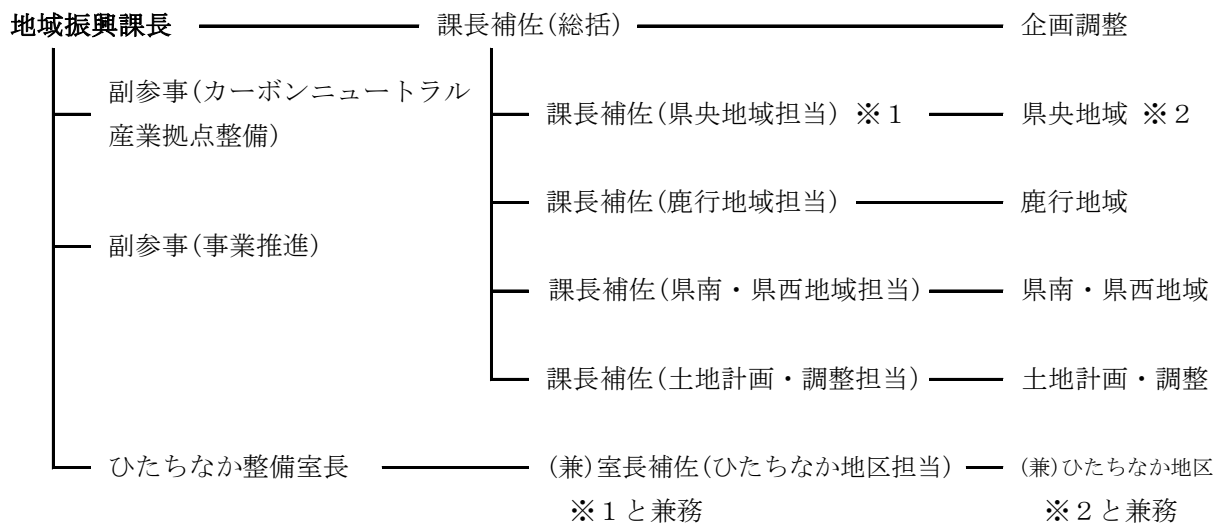 地域振興課長 課長補佐(総括) 企画調整
副参事(カーボンニュートラル
産業拠点整備)
課長補佐(県央地域担当) ※1 県央地域 ※2
課長補佐(鹿行地域担当) 鹿行地域
副参事(事業推進)
課長補佐(県南・県西地域担当) 県南・県西地域
課長補佐(土地計画・調整担当) 土地計画・調整
ひたちなか整備室長 (兼)室長補佐(ひたちなか地区担当) (兼)ひたちなか地区
※1と兼務 ※2と兼務